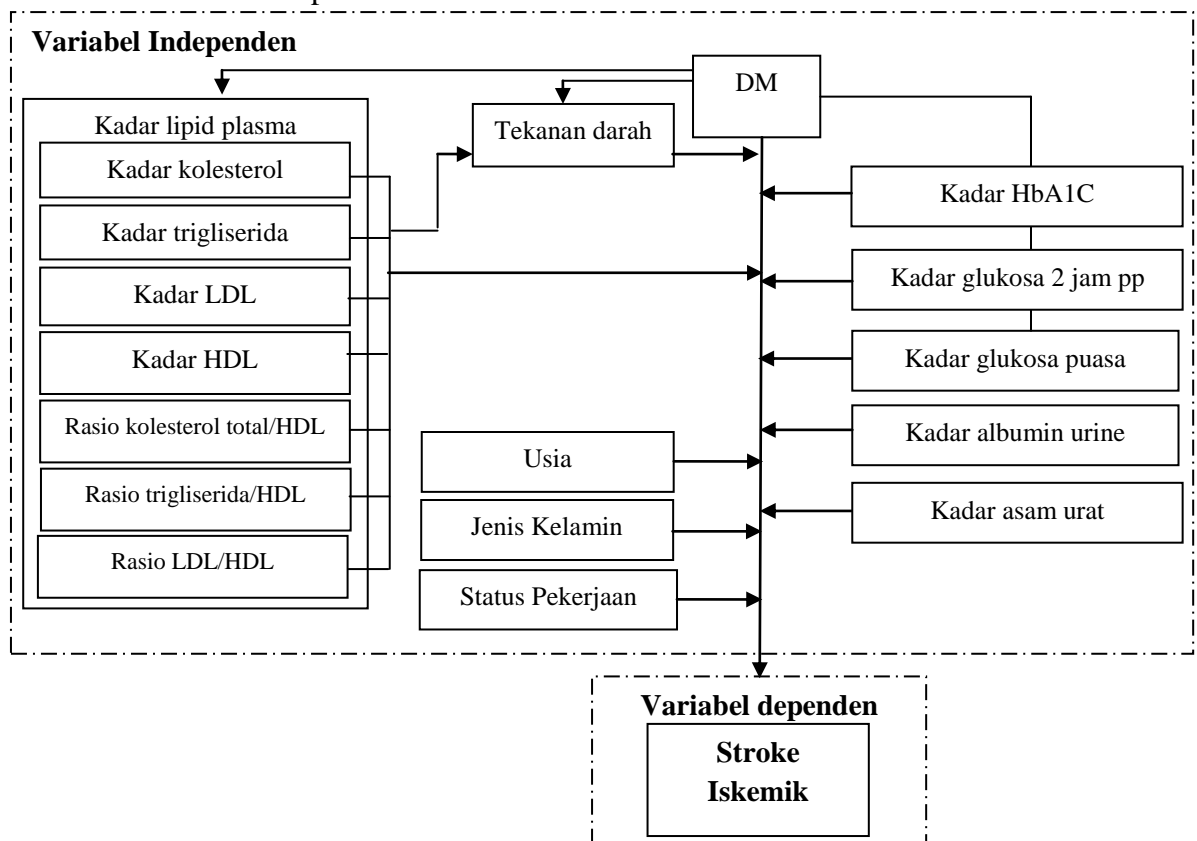 Variabel Independen
DM
Kadar lipid plasma
Tekanan darah
Kadar kolesterol
Kadar HbA1C
Kadar trigliserida
Kadar glukosa 2 jam pp
Kadar LDL
Kadar HDL
Kadar glukosa puasa
Rasio kolesterol total/HDL
Kadar albumin urine
Usia
Rasio trigliserida/HDL
Kadar asam urat
Jenis Kelamin
Rasio LDL/HDL
Status Pekerjaan
Variabel dependen
Stroke
Iskemik